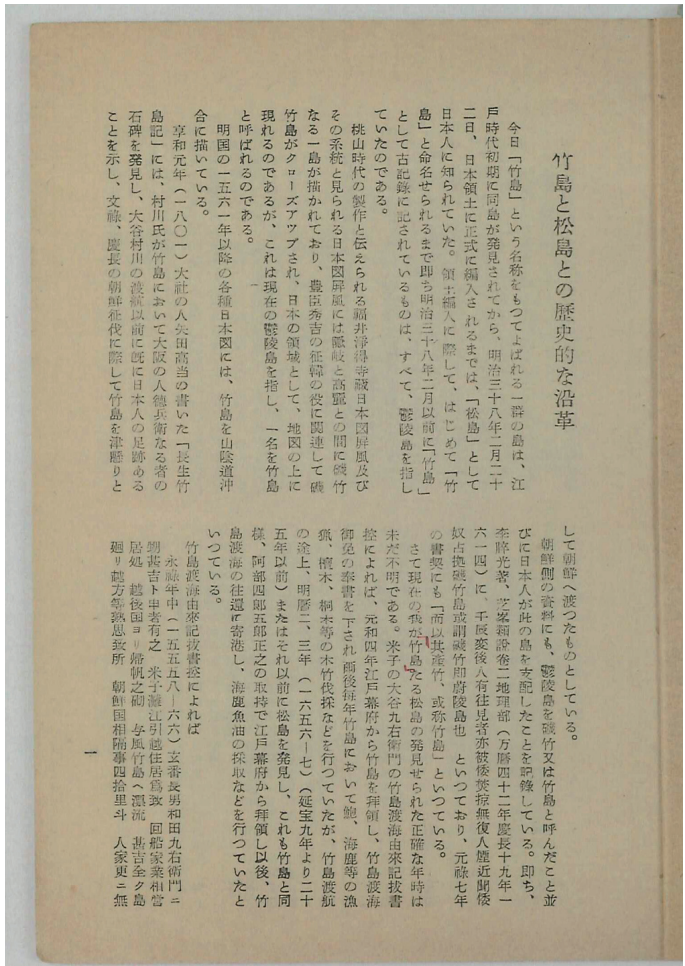 竹島と松島との歴史的な沿革
今日「竹島」という名称をもつてよばれる一群の島は、江
戸時代初期に同島が発見されてから、明治三十八年二月二十
二日、日本領土に正式に編入されるまでは、「松島」として
日本人に知られていた。領土編入に際して、はじめて「竹
島」と命名せられるまで即ち明治三十八年二月以前に「竹島」
として古記録に記されているものは、すべて、鬱陵島を指し
ていたのである。
桃山時代の製作と伝えられる福井淨得寺蔵日本図屏風及び
その系統と見られる日本図屏風には隠岐と高麗との間に磯竹
なる一島が描かれており、豊臣秀吉の征韓の役に関連して磯
竹島がクローズアツプされ、日本の領域として、地図の上に
現れるのであるが、これは現在の鬱陵島を指し、一名を竹島
と呼ばれるのである。
明国の一五六一年以降の各種日本図には、竹島を山陰道沖
合に描いている。
享和元年(一八〇一)大社の人矢田高当の書いた「長生竹
島記」には、村川氏が竹島において大阪の人徳兵衛なる者の
石碑を発見し、大谷村川の渡航以前に既に日本人の足跡ある
ことを示し、文祿、慶長の朝鮮征伐に際して竹島を津懸りと
して朝鮮へ渡つたものとしている。
朝鮮側の資料にも、鬱陵島を磯竹又は竹島と呼んだこと並
びに日本人が此の島を支配したことを記録している。即ち、
李睟光著、芝峯類説卷二地理部(万暦四十二年慶長十九年一
六一四)に、壬辰変後人有往見者亦被倭焚掠無復人煙近聞倭
奴占拠磯竹島或謂磯竹即蔚陵島也 といつており、元禄七年
の書契にも「而以其産竹、或称竹島」といつている。
さて現在の我が竹島たる松島の発見せられた正確な年時は
未だ不明である。米子の大谷九右衛門の竹島渡海由來記拔書
控によれば、元和四年江戸幕府から竹島を拝領し、竹島渡海
御免の奉書を下され爾後毎年竹島において鮑、海鹿等の漁
猟、檀木、桐木等の木竹伐採などを行つていたが、竹島渡航
の途上、明暦二、三年(一六五六ー七)(延宝九年より二十
五年以前)またはそれ以前に松島を発見し、これも竹島と同
様、阿部四郎五郎正之の取持で江戸幕府から拝領し以後、竹
島渡海の往還に寄港し、海鹿魚油の採取などを行つていたと
いつている。
竹島渡海由來記拔書控によれば
永祿年中(一五五五八ー六六)玄蕃長男和田九右衛門ニ
甥甚吉ト申者有之 米子灘江引越住居爲致 回船家業相営
居処 越後国ヨリ帰帆之砌 与風竹島へ漂流 甚吉全ク島
廻リ越方等熟思致所 朝鮮国相隔事四拾里斗 人家更ニ無
一